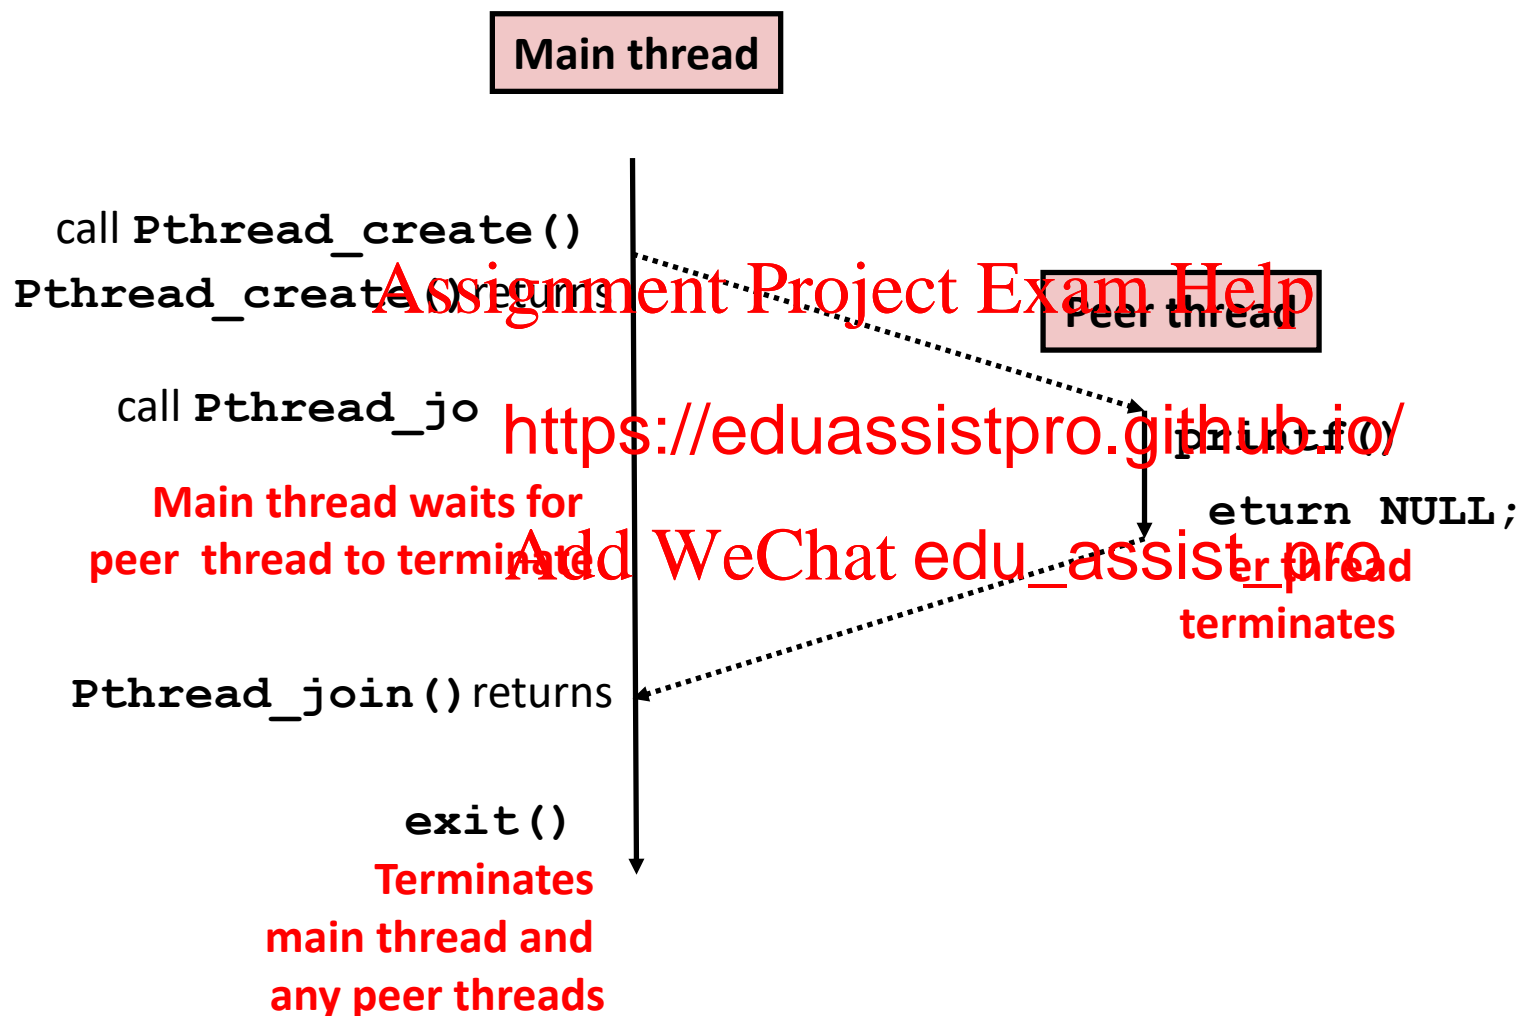 Main thread
call Pthread_create()
Pthread_create() returns
Assignment Project Exam Help
Peer thread
call Pthread_jo
https://eduassistpro.github.io/
printf()
Main thread waits for
peer thread to terminate
eturn NULL;
Add WeChat edu_assist_pro
er thread
terminates
Pthread_join() returns
exit()
Terminates
main thread and
any peer threads